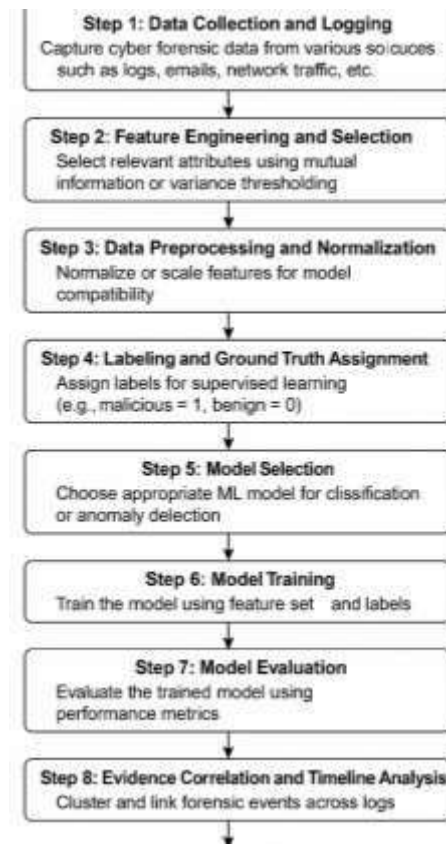 Step 1: Data Collection and Logging
Capture cyber forensic data from various socuces
such as logs, emails, network traffic, etc.
Step 2: Feature Engineering and Selection
Select relevant attributes using mutual
information or variance thresholding
Step 3: Data Preprocessing and Normalization
Normalize or scale features for model
compatibility
Step 4: Labeling and Ground Truth Assignment
Assign labels for supervised learning
(e.g., malicious = 1, benign = 0)
Step 5: Model Selection
Choose appropriate ML model for clissification
or anomaly delection
Step 6: Model Training
Train the model using feature set and labels
Step 7: Model Evaluation
Evaluate the trained model using
performance metrics
Step 8: Evidence Correlation and Timeline Analysis
Cluster and link forensic events across logs